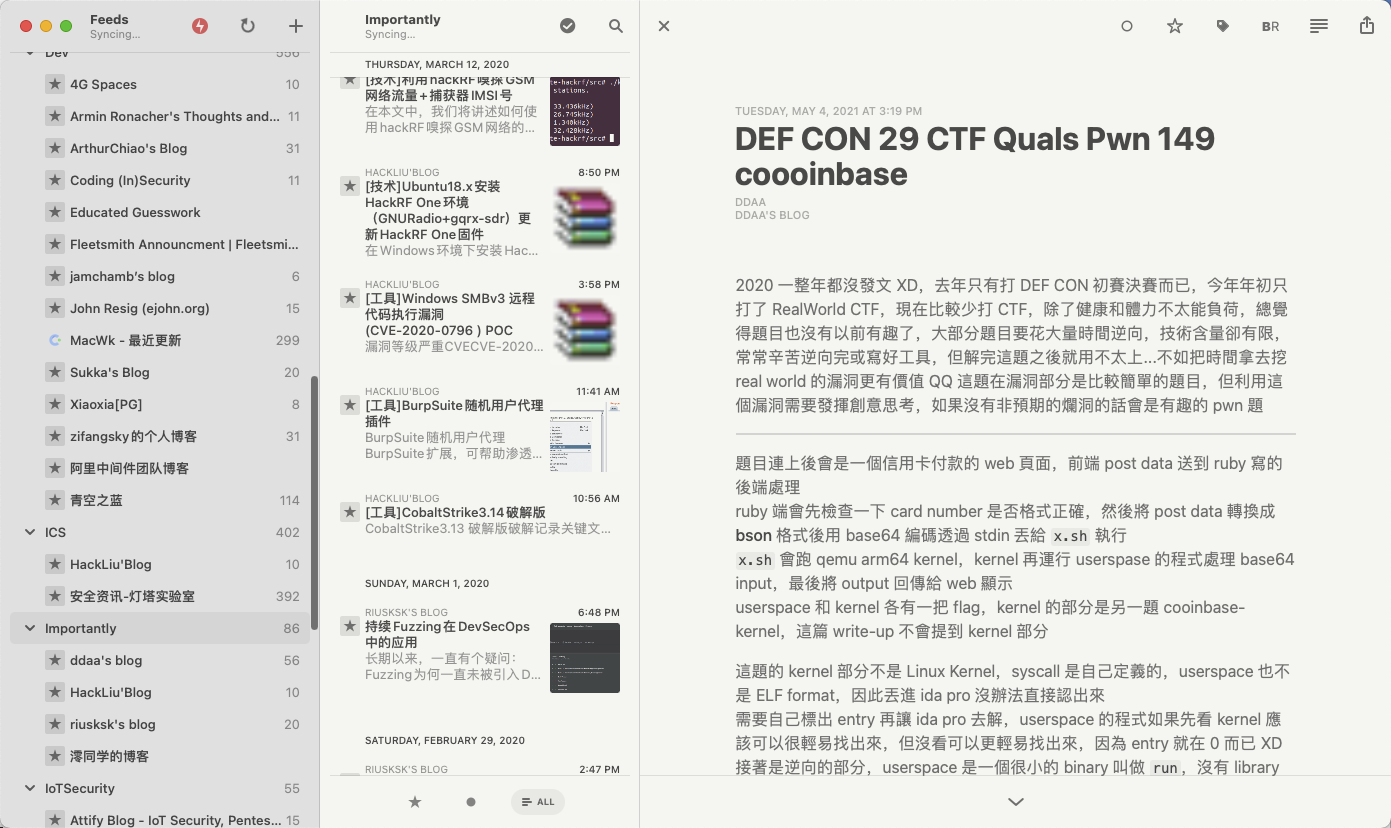 Feeds
Syncing...
Dev 556
4G Spaces 10
Armin Ronacher's Thoughts and... 11
ArthurChiao's Blog 31
Coding (In)Security 11
Educated Guesswork
Fleetsmith Announcment | Fleetsmi...
jamchamb’s blog 6
John Resig (ejohn.org) 15
MacWk - 最近更新 299
Sukka's Blog 20
Xiaoxia[PG] 8
zifangsky的个人博客 31
阿里中间件团队博客
青空之蓝 114
ICS 402
HackLiu'Blog 10
安全资讯-灯塔实验室 392
Importantly 86
ddaa's blog 56
HackLiu'Blog 10
riusksk's blog 20
澪同学的博客
IoTSecurity 55
Attify Blog - IoT Security, Pentes... 15
Importantly
Syncing...
THURSDAY, MARCH 12, 2020
[技术]利用hackRF嗅探GSM
网络流量+捕获器IMSI号
在本文中，我们将讲述如何使
用hackRF嗅探GSM网络的...
HACKLIU'BLOG 8:50 PM
[技术]Ubuntu18.x安装
HackRF One环境
（GNURadio+gqrx-sdr）更
新HackRF One固件
在Windows环境下安装Hac...
HACKLIU'BLOG 3:58 PM
[工具]Windows SMBv3 远程
代码执行漏洞
(CVE-2020-0796 ) POC
漏洞等级严重CVECVE-2020...
HACKLIU'BLOG 11:41 AM
[工具]BurpSuite随机用户代理
插件
BurpSuite随机用户代理
BurpSuite扩展，可帮助渗透...
HACKLIU'BLOG 10:56 AM
[工具]CobaltStrike3.14破解版
CobaltStrike3.13 破解版破解记录关键文...
SUNDAY, MARCH 1, 2020
RIUSKSK'S BLOG 6:48 PM
持续Fuzzing在DevSecOps
中的应用
长期以来，一直有个疑问：
Fuzzing为何一直未被引入D...
SATURDAY, FEBRUARY 29, 2020
RIUSKSK'S BLOG 2:47 PM
te-hackrf/src# ./k
stations.
33.436kHz)
26.745kHz)
1.340kHz)
32.428kHz)
te-hackrf/src#
ALL
BR
TUESDAY, MAY 4, 2021 AT 3:19 PM
DEF CON 29 CTF Quals Pwn 149
coooinbase
DDAA
DDAA'S BLOG
2020 一整年都沒發文 XD，去年只有打 DEF CON 初賽決賽而已，今年年初只
打了 RealWorld CTF，現在比較少打 CTF，除了健康和體力不太能負荷，總覺
得題目也沒有以前有趣了，大部分題目要花大量時間逆向，技術含量卻有限，
常常辛苦逆向完或寫好工具，但解完這題之後就用不太上...不如把時間拿去挖
real world 的漏洞更有價值 QQ 這題在漏洞部分是比較簡單的題目，但利用這
個漏洞需要發揮創意思考，如果沒有非預期的爛洞的話會是有趣的 pwn 題
題目連上後會是一個信用卡付款的 web 頁面，前端 post data 送到 ruby 寫的
後端處理
ruby 端會先檢查一下 card number 是否格式正確，然後將 post data 轉換成
bson 格式後用 base64 編碼透過 stdin 丟給 x.sh 執行
x.sh 會跑 qemu arm64 kernel，kernel 再運行 userspase 的程式處理 base64
input，最後將 output 回傳給 web 顯示
userspace 和 kernel 各有一把 flag，kernel 的部分是另一題 cooinbase-
kernel，這篇 write-up 不會提到 kernel 部分
這題的 kernel 部分不是 Linux Kernel，syscall 是自己定義的，userspace 也不
是 ELF format，因此丟進 ida pro 沒辦法直接認出來
需要自己標出 entry 再讓 ida pro 去解，userspace 的程式如果先看 kernel 應
該可以很輕易找出來，但沒看可以更輕易找出來，因為 entry 就在 0 而已 XD
接著是逆向的部分，userspace 是一個很小的 binary 叫做 run，沒有 library